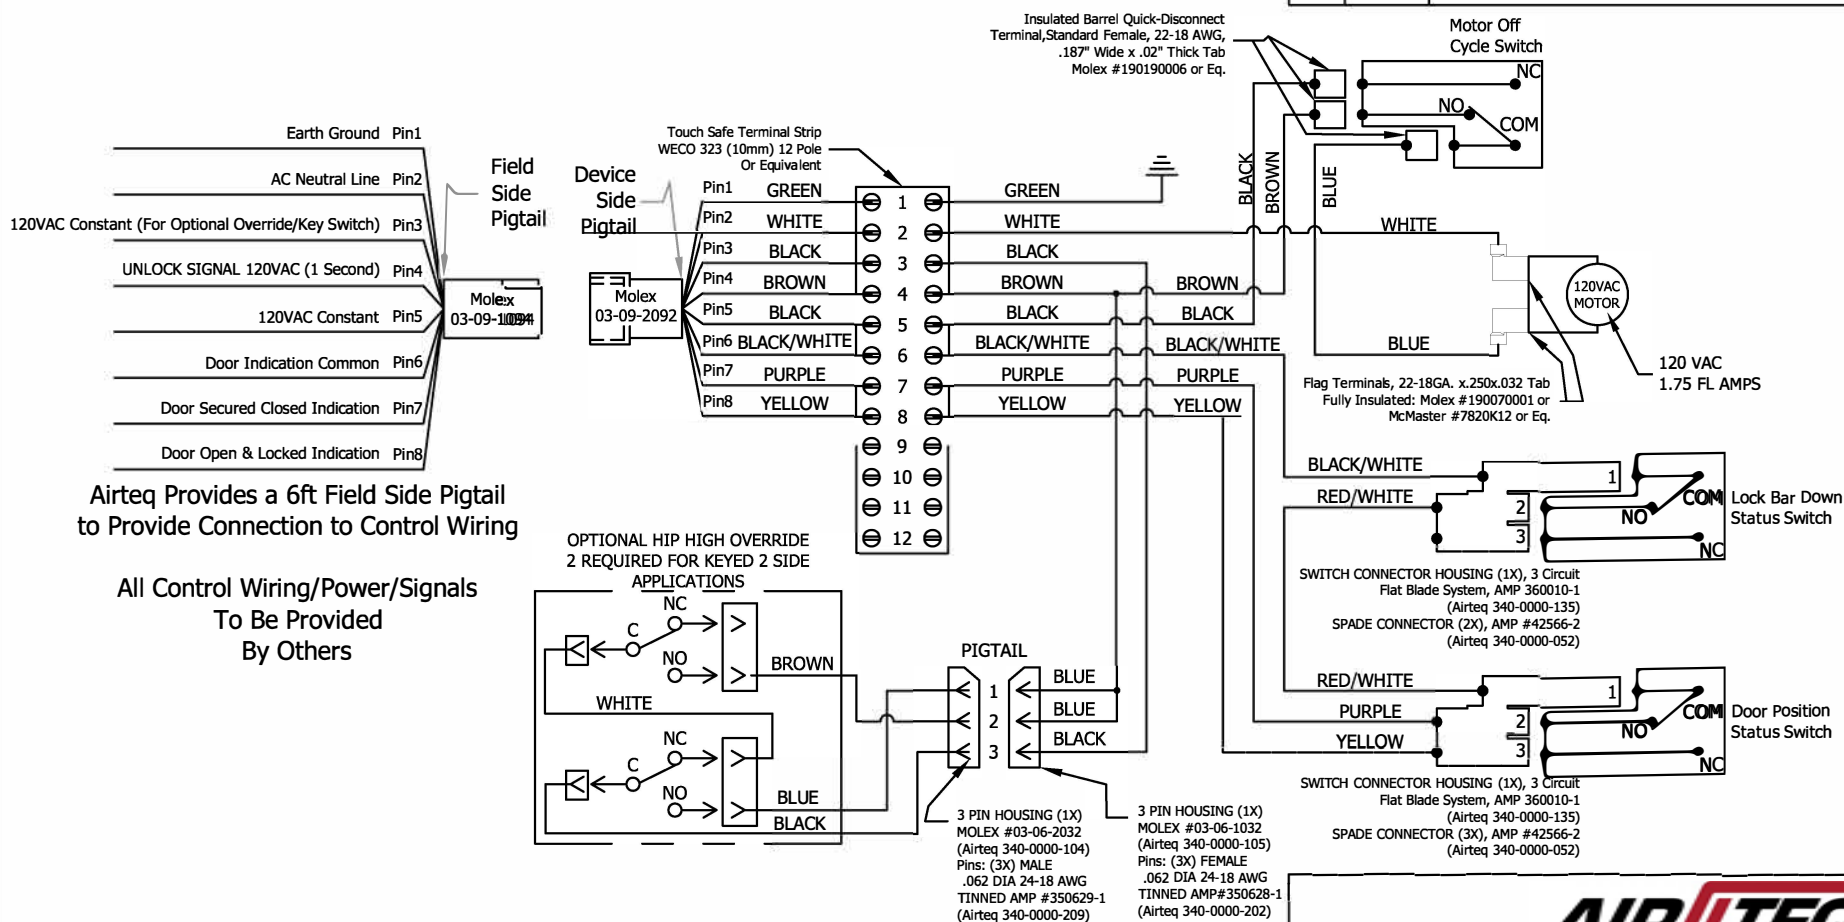 Insulated Barrel Quick-Disconnect
Terminal,Standard Female, 22-18 AWG,
.187" Wide x .02" Thick Tab
Molex #190190006 or Eq.
Motor Off
Cycle Switch
NC
NO
COM
Earth Ground Pin1
AC Neutral Line Pin2
120VAC Constant (For Optional Override/Key Switch) Pin3
UNLOCK SIGNAL 120VAC (1 Second) Pin4
120VAC Constant Pin5
Door Indication Common Pin6
Door Secured Closed Indication Pin7
Door Open & Locked Indication Pin8
Field
Side
Pigtail
Molex
Airteq Provides a 6ft Field Side Pigtail
to Provide Connection to Control Wiring
All Control Wiring/Power/Signals
To Be Provided
By Others
Device
Side
Pigtail
Molex
03-09-2092
Touch Safe Terminal Strip
WECO 323 (10mm) 12 Pole
Or Equivalent
Pin1 GREEN 1 GREEN
Pin2 WHITE 2 WHITE WHITE
Pin3 BLACK 3 BLACK
Pin4 BROWN 4 BROWN BROWN
Pin5 BLACK 5 BLACK BLACK
Pin6 BLACK/WHITE 6 BLACK/WHITE BLACK/WHITE
Pin7 PURPLE 7 PURPLE PURPLE
Pin8 YELLOW 8 YELLOW YELLOW
9
10
11
12
BLACK
BROWN
BLUE
BLUE
120VAC
MOTOR
120 VAC
1.75 FL AMPS
Flag Terminals, 22-18GA. x.250x.032 Tab
Fully Insulated: Molex #190070001 or
McMaster #7820K12 or Eq.
BLACK/WHITE
RED/WHITE
1
2
3
COM
NO
NC
Lock Bar Down
Status Switch
SWITCH CONNECTOR HOUSING (1X), 3 Circuit
Flat Blade System, AMP 360010-1
(Airteq 340-0000-135)
SPADE CONNECTOR (2X), AMP #42566-2
(Airteq 340-0000-052)
RED/WHITE
PURPLE
YELLOW
1
2
3
COM
NO
NC
Door Position
Status Switch
SWITCH CONNECTOR HOUSING (1X), 3 Circuit
Flat Blade System, AMP 360010-1
(Airteq 340-0000-135)
SPADE CONNECTOR (3X), AMP #42566-2
(Airteq 340-0000-052)
OPTIONAL HIP HIGH OVERRIDE
2 REQUIRED FOR KEYED 2 SIDE
APPLICATIONS
NC
C
NO
BROWN
WHITE
NC
C
NO
BLUE
BLACK
PIGTAIL
1 BLUE
2 BLUE
3 BLACK
3 PIN HOUSING (1X)
MOLEX #03-06-2032
(Airteq 340-0000-104)
Pins: (3X) MALE
.062 DIA 24-18 AWG
TINNED AMP #350629-1
(Airteq 340-0000-209)
3 PIN HOUSING (1X)
MOLEX #03-06-1032
(Airteq 340-0000-105)
Pins: (3X) FEMALE
.062 DIA 24-18 AWG
TINNED AMP#350628-1
(Airteq 340-0000-202)